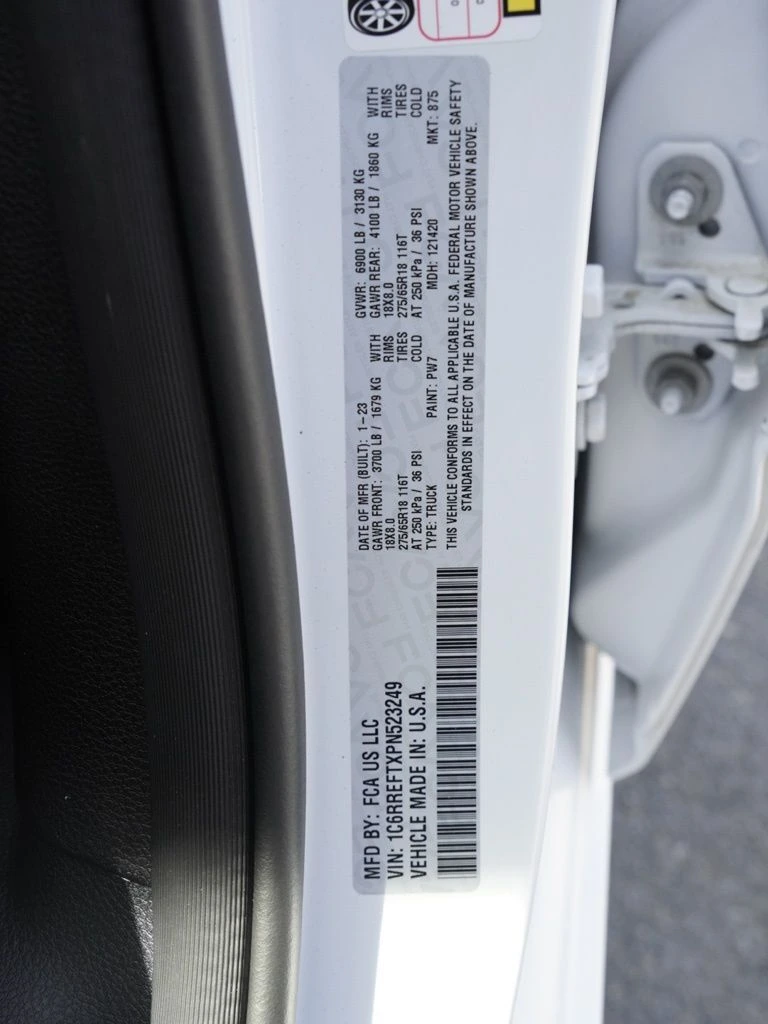 DATE OF MFR (BUILT): 1-23 GVWR: 6900 LB / 3130 KG
GAWR FRONT: 3700 LB / 1679 KG WITH GAWR REAR: 4100 LB / 1860 KG WITH
18X8.0 RIMS 18X8.0 RIMS
275/65R18 116T TIRES 275/65R18 116T TIRES
AT 250 kPa / 36 PSI COLD AT 250 kPa / 36 PSI COLD
TYPE: TRUCK PAINT: PW7 MDH: 121420 MKT: 875
THIS VEHICLE CONFORMS TO ALL APPLICABLE U.S.A. FEDERAL MOTOR VEHICLE SAFETY
STANDARDS IN EFFECT ON THE DATE OF MANUFACTURE SHOWN ABOVE.
MFD BY: FCA US LLC
VIN: 1C6RREFTXPN523249
VEHICLE MADE IN: U.S.A.